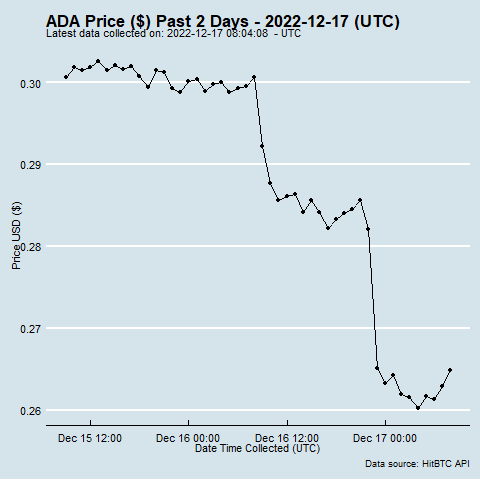 ADA Price ($) Past 2 Days - 2022-12-17 (UTC)
Latest data collected on: 2022-12-17 08:04:08  - UTC
Price USD ($)
0.30
0.29
0.28
0.27
0.26
Dec 15 12:00
Dec 16 00:00
Dec 16 12:00
Dec 17 00:00
Date Time Collected (UTC)
Data source: HitBTC API